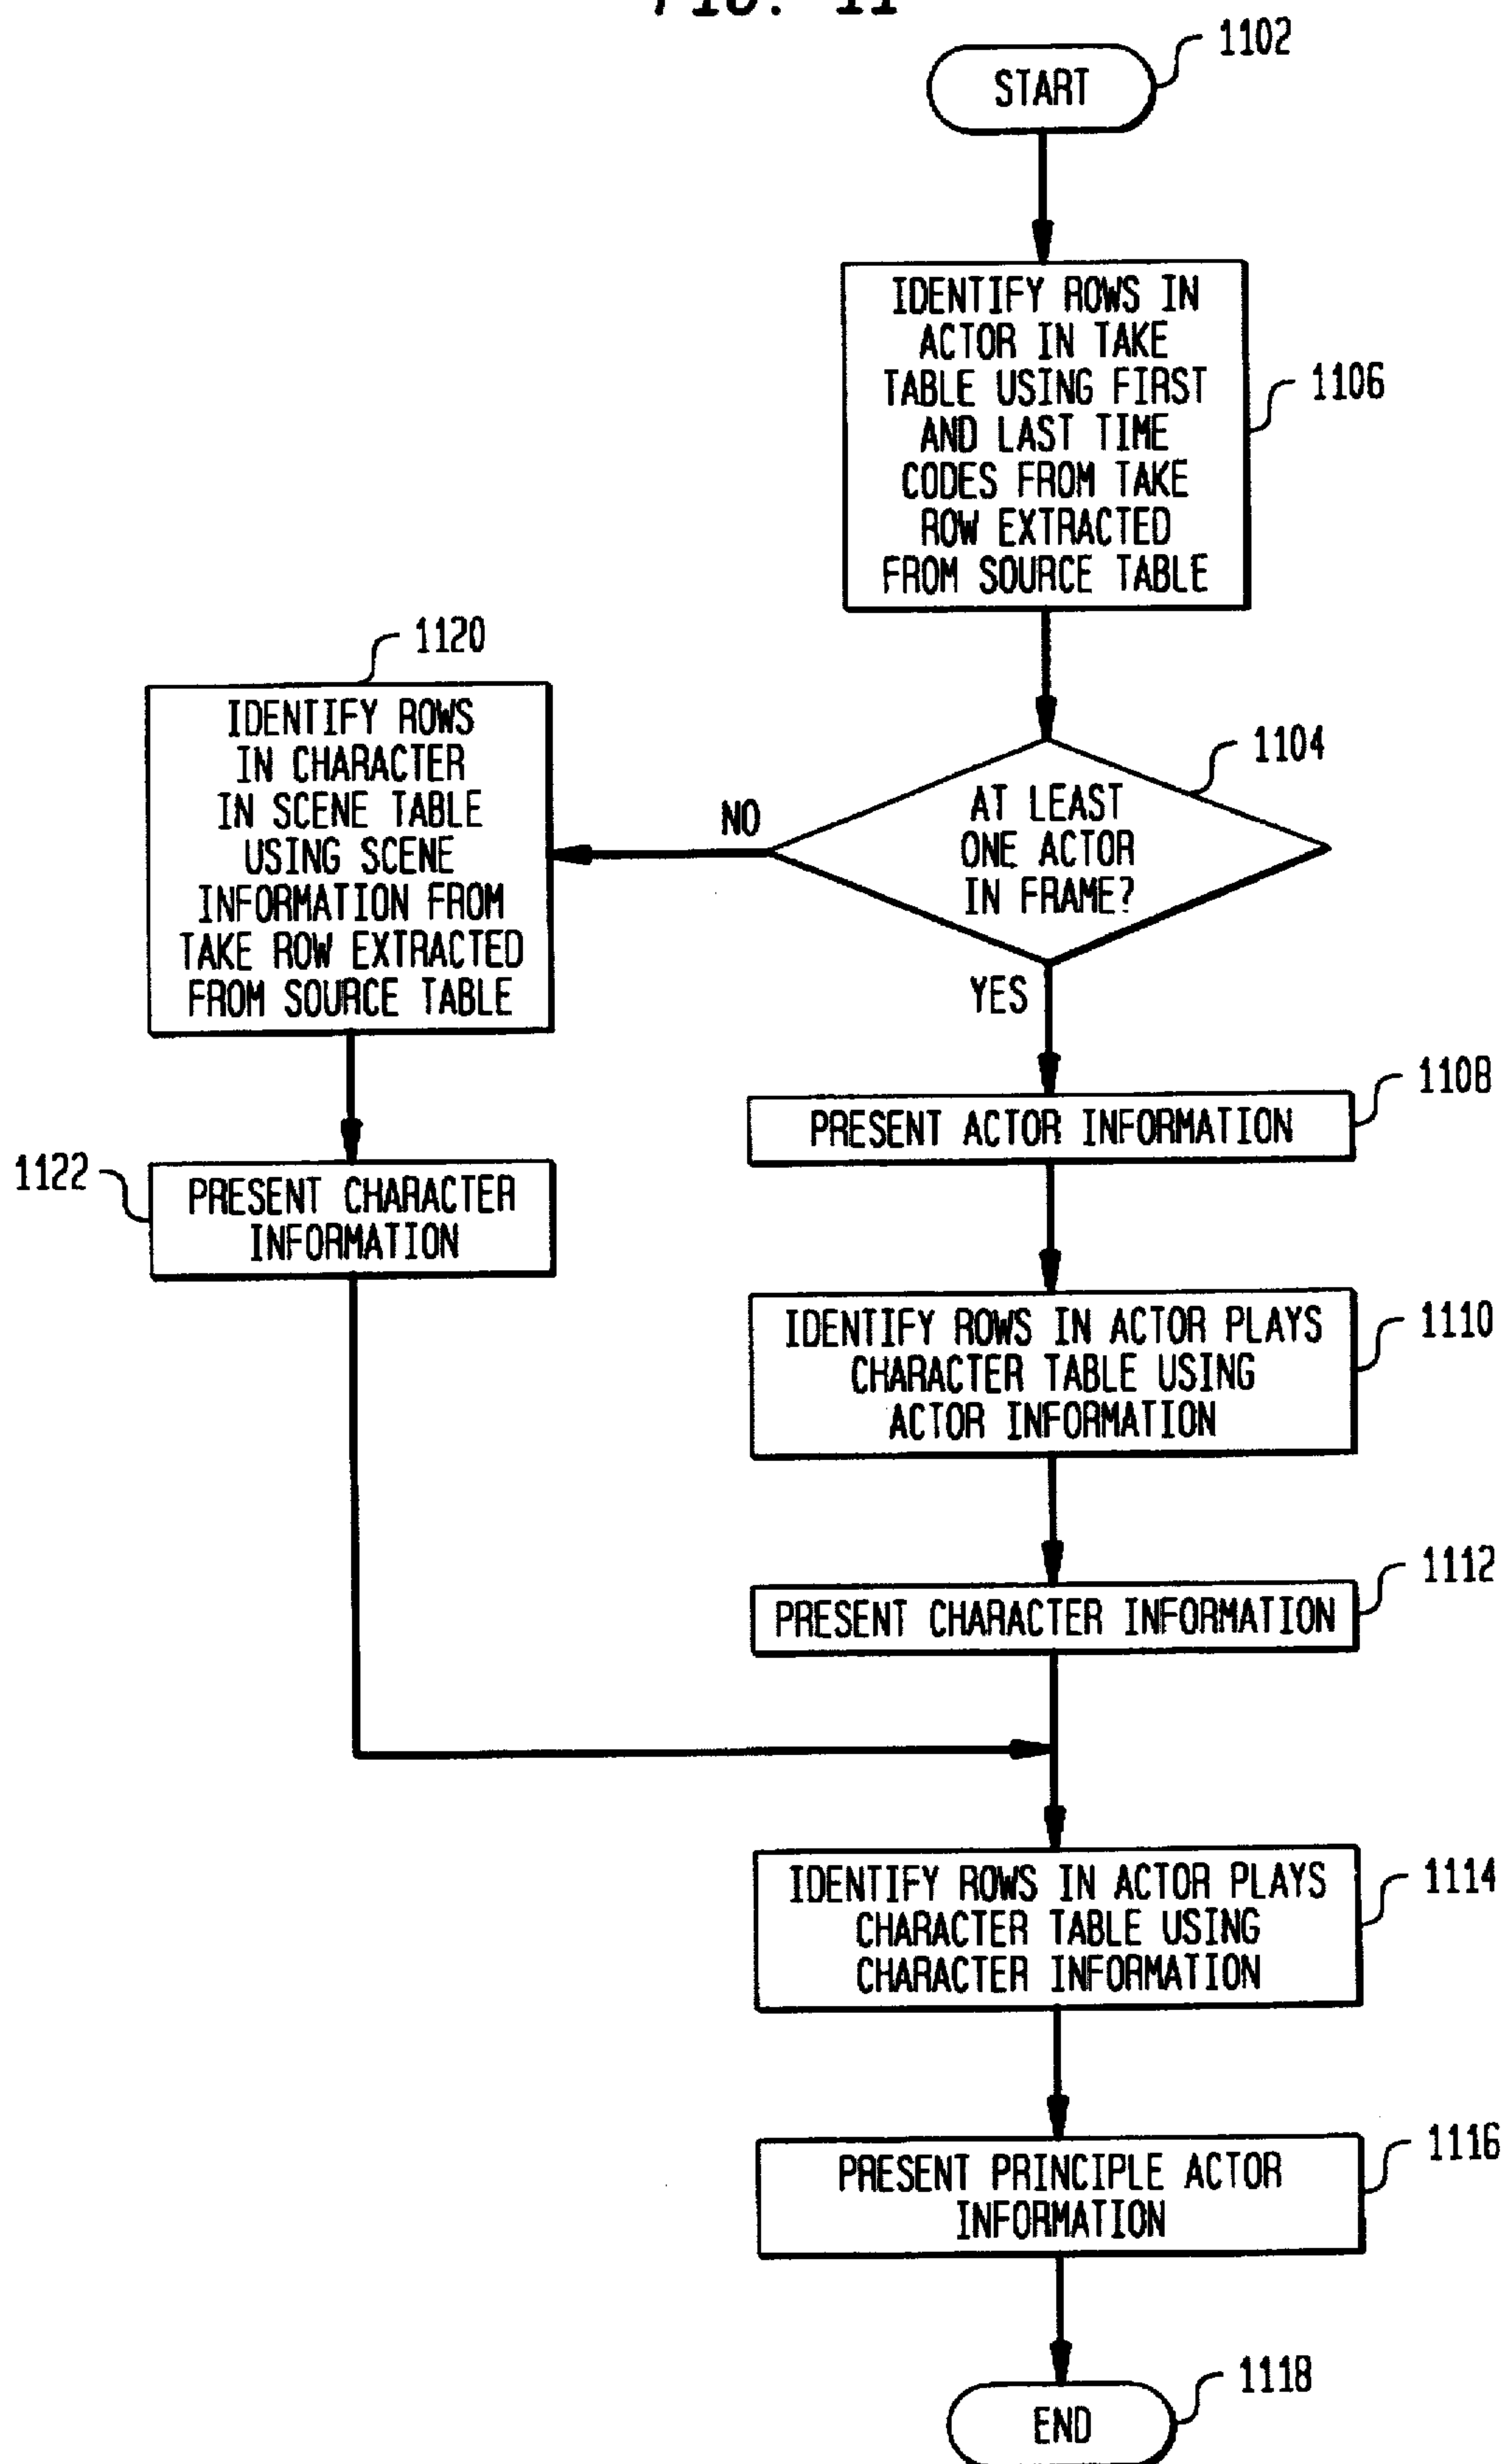 FIG. 11
1102
START
IDENTIFY ROWS IN
ACTOR IN TAKE
TABLE USING FIRST
AND LAST TIME
CODES FROM TAKE
ROW EXTRACTED
FROM SOURCE TABLE
1106
1120
IDENTIFY ROWS
IN CHARACTER
IN SCENE TABLE
USING SCENE
INFORMATION FROM
TAKE ROW EXTRACTED
FROM SOURCE TABLE
1104
AT LEAST
ONE ACTOR
IN FRAME?
NO
YES
1108
PRESENT ACTOR INFORMATION
1122
PRESENT CHARACTER
INFORMATION
1110
IDENTIFY ROWS IN ACTOR PLAYS
CHARACTER TABLE USING
ACTOR INFORMATION
1112
PRESENT CHARACTER INFORMATION
1114
IDENTIFY ROWS IN ACTOR PLAYS
CHARACTER TABLE USING
CHARACTER INFORMATION
1116
PRESENT PRINCIPLE ACTOR
INFORMATION
1118
END